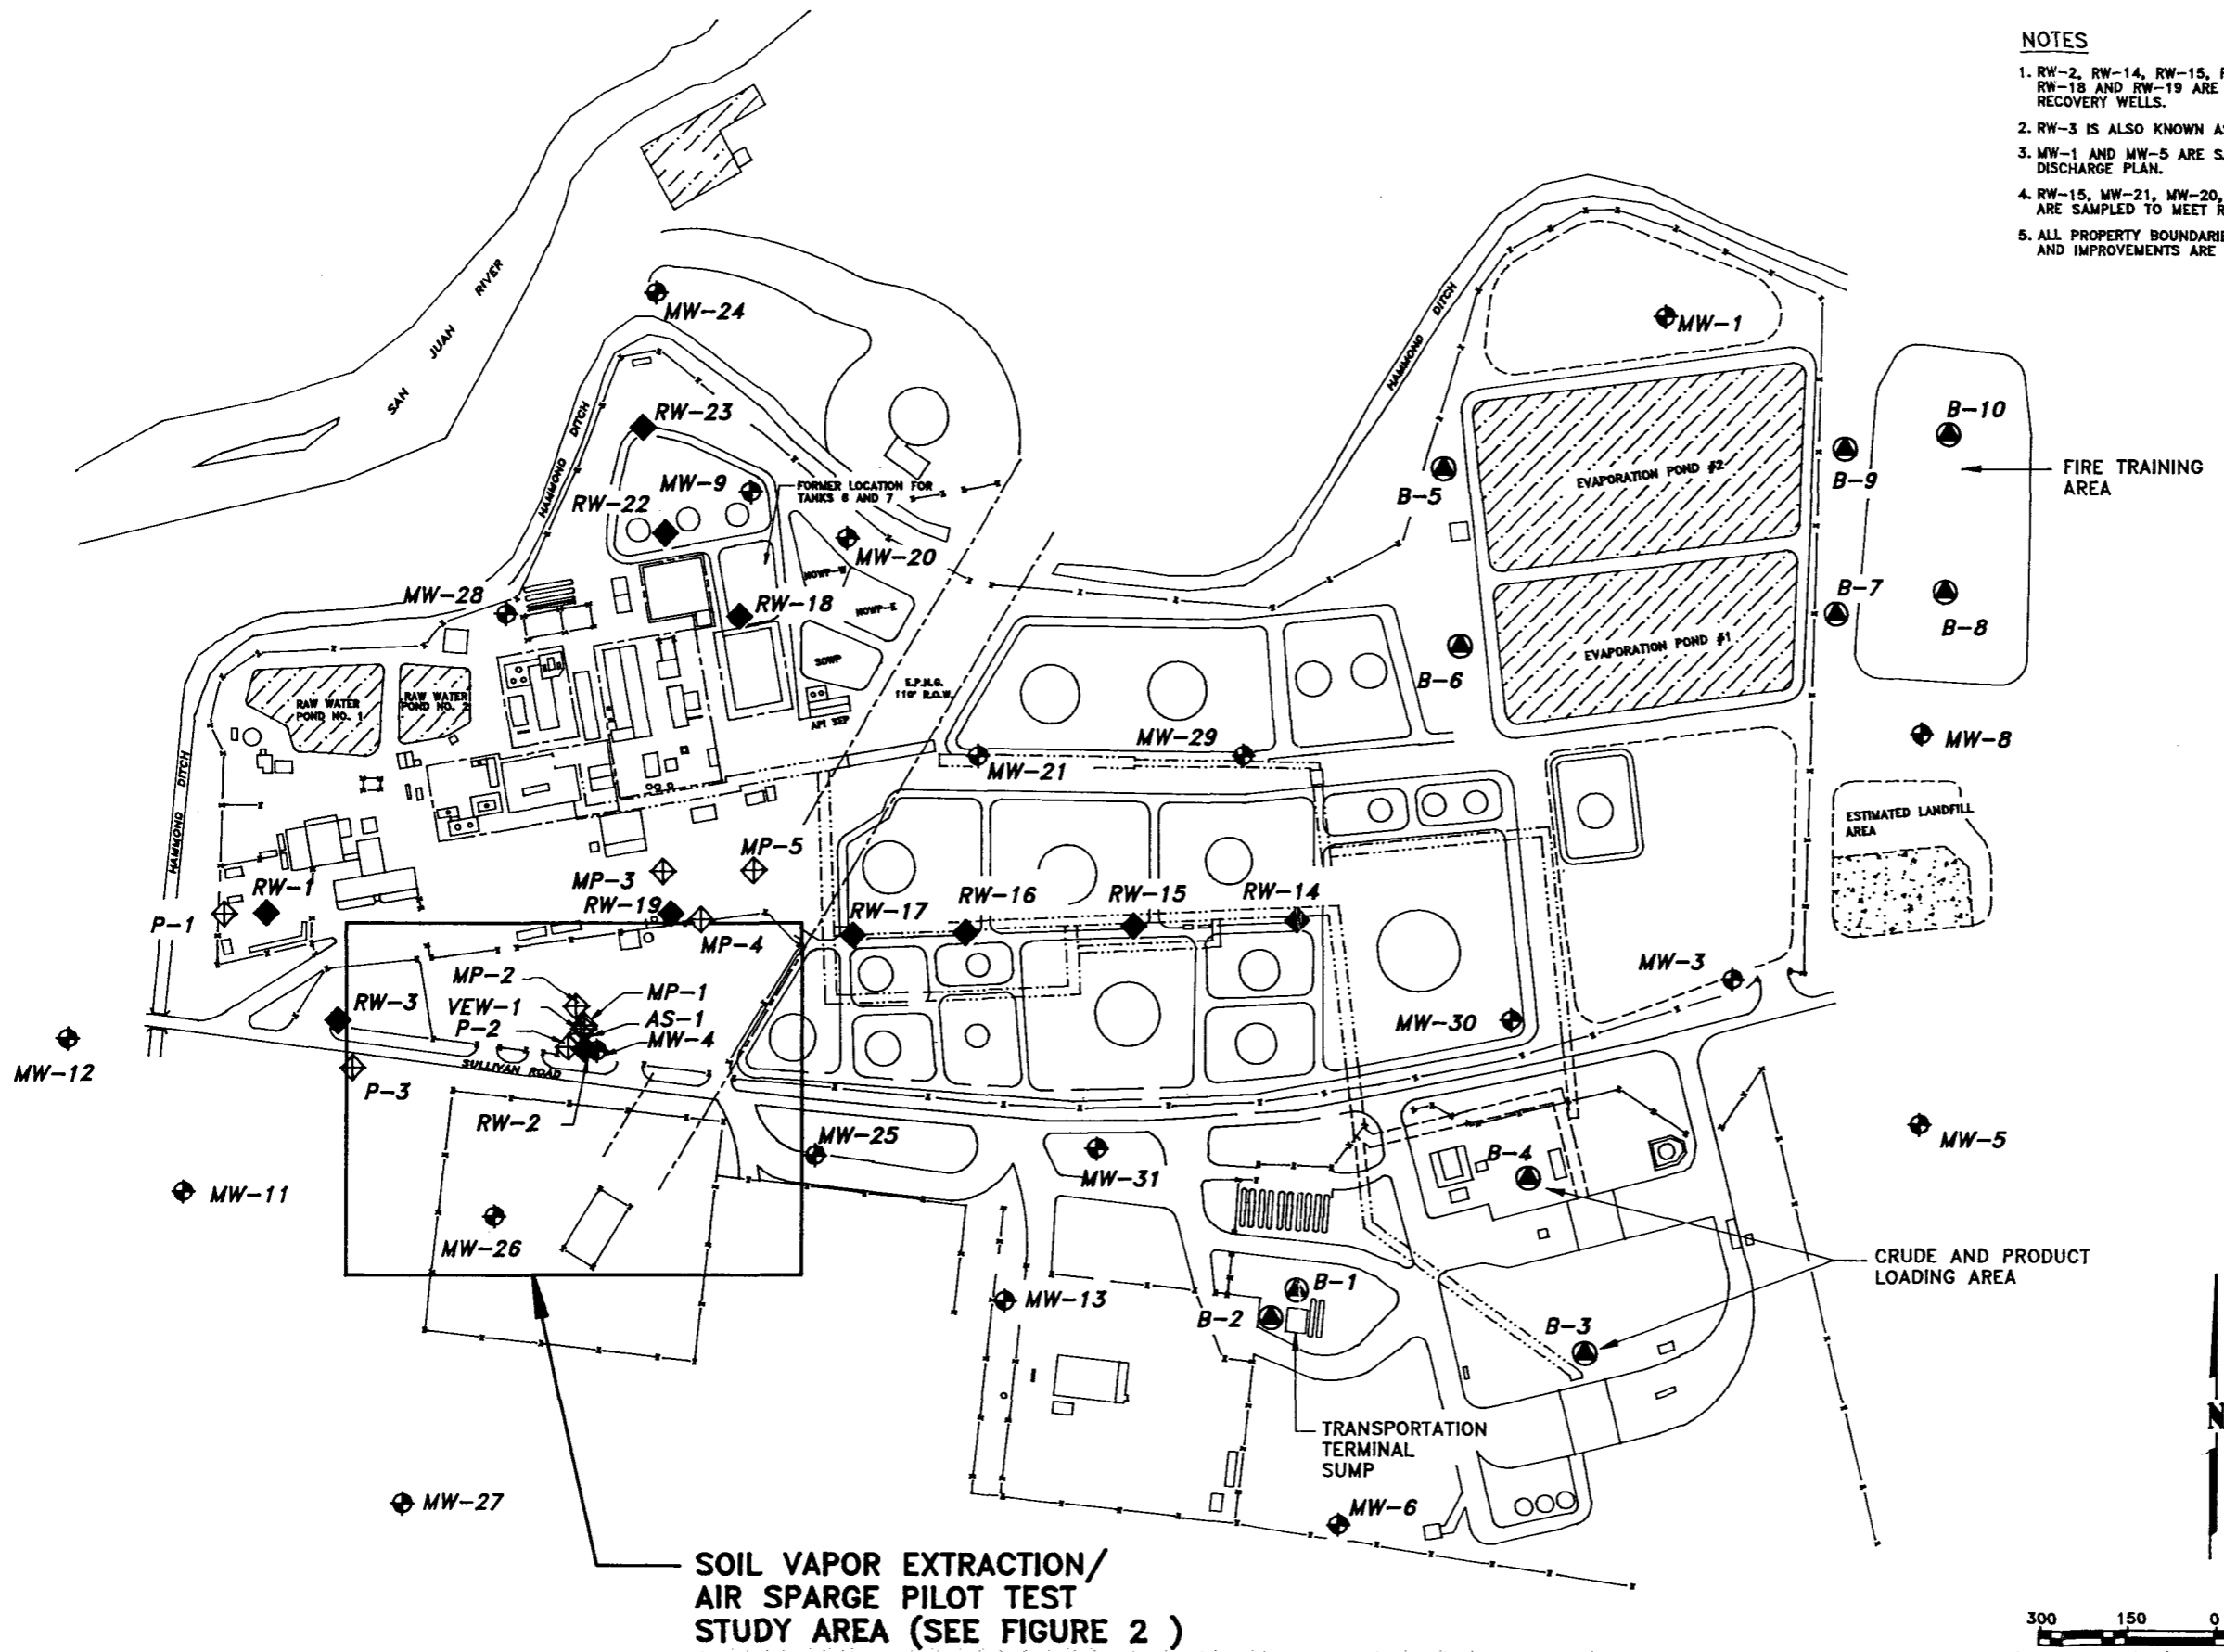 NOTES
1. RW-2, RW-14, RW-15,
RW-18 AND RW-19 ARE
RECOVERY WELLS.
2. RW-3 IS ALSO KNOWN
3. MW-1 AND MW-5 ARE
DISCHARGE PLAN.
4. RW-15, MW-21, MW-20,
ARE SAMPLED TO MEET
5. ALL PROPERTY
AND IMPROVEMENTS ARE
SAN JUAN RIVER
MW-24
HAMMOND DITCH
MW-1
RW-23
HAMMOND DITCH
B-10
MW-9
FORMER LOCATION FOR
TANKS 6 AND 7
EVAPORATION POND #2
B-5
B-9
FIRE TRAINING
AREA
RW-22
MW-20
NOWP-W
MW-28
RW-18
NOWP-E
B-7
B-8
SOWP
EVAPORATION POND #1
E.P.N.G.
110' R.O.W.
B-6
RAW WATER
POND NO. 1
RAW WATER
POND NO. 2
API SEP
MW-29
MW-8
MW-21
HAMMOND DITCH
ESTIMATED LANDFILL
AREA
MP-5
MP-3
RW-1
RW-19
RW-17
RW-16
RW-15
RW-14
P-1
MP-4
MP-2
MP-1
MW-3
VEW-1
RW-3
AS-1
P-2
MW-4
MW-30
MW-12
SULLIVAN ROAD
P-3
RW-2
MW-25
MW-5
MW-31
B-4
MW-11
MW-26
CRUDE AND PRODUCT
LOADING AREA
B-1
MW-13
B-2
B-3
N
TRANSPORTATION
TERMINAL
SUMP
MW-27
MW-6
SOIL VAPOR EXTRACTION/
AIR SPARGE PILOT TEST
STUDY AREA (SEE FIGURE 2 )
300 150 0